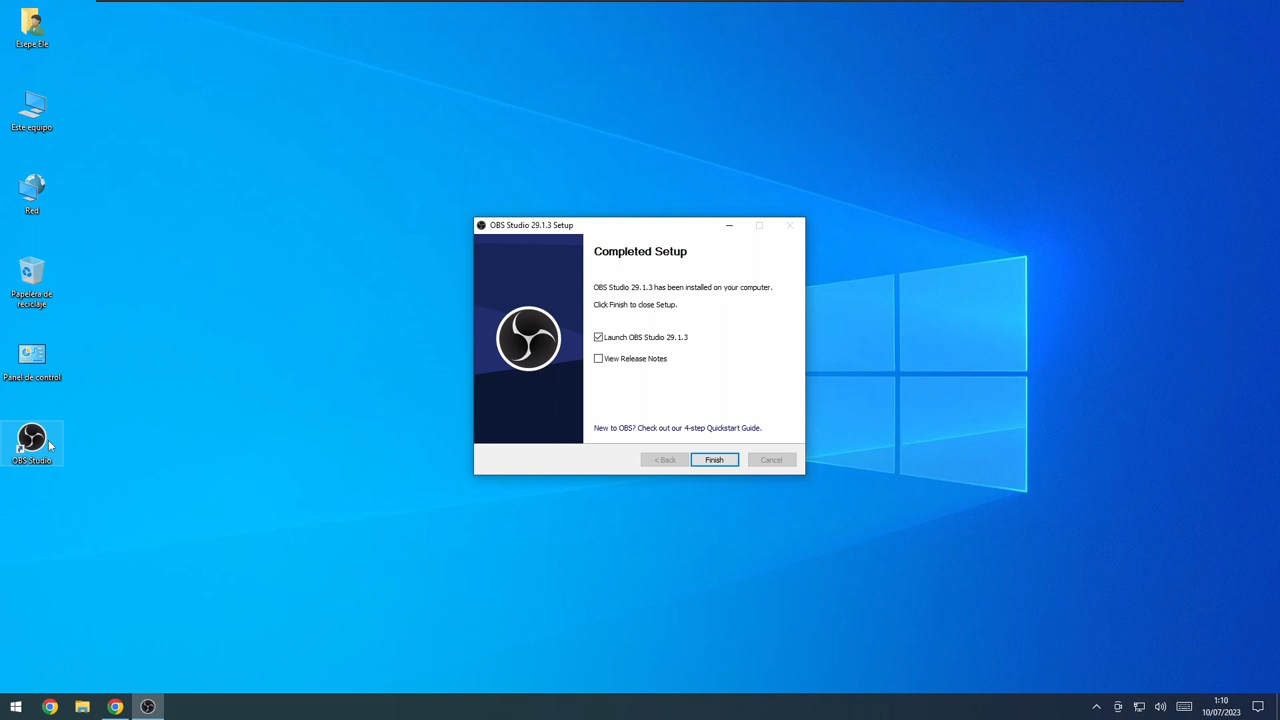 Esepe Ele
Este equipo
Red
Papelera de
reciclaje
Panel de control
OBS Studio
OBS Studio 29.1.3 Setup
Completed Setup
OBS Studio 29.1.3 has been installed on your computer.
Click Finish to close Setup.
Launch OBS Studio 29.1.3
View Release Notes
New to OBS? Check out our 4-step Quickstart Guide.
< Back
Finish
Cancel
1:10
10/07/2023